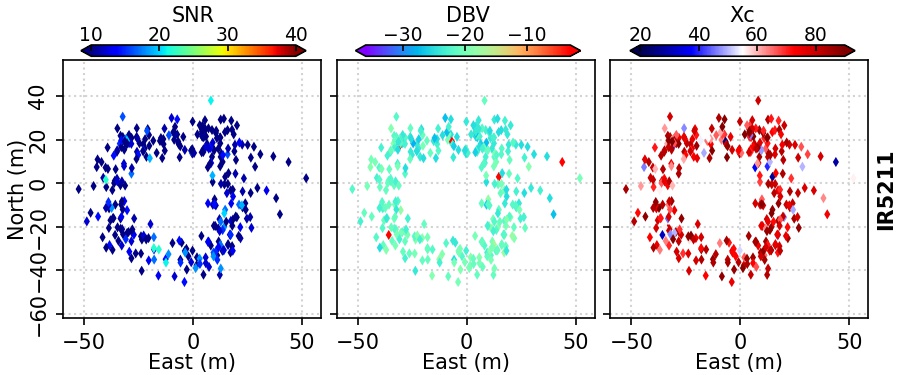 SNR DBV Xc
10 20 30 40 −30 −20 −10 20 40 60 80
North (m)
40
20
0
−20
−40
−60
−50 0 50 −50 0 50 −50 0 50
East (m) East (m) East (m)
IR5211